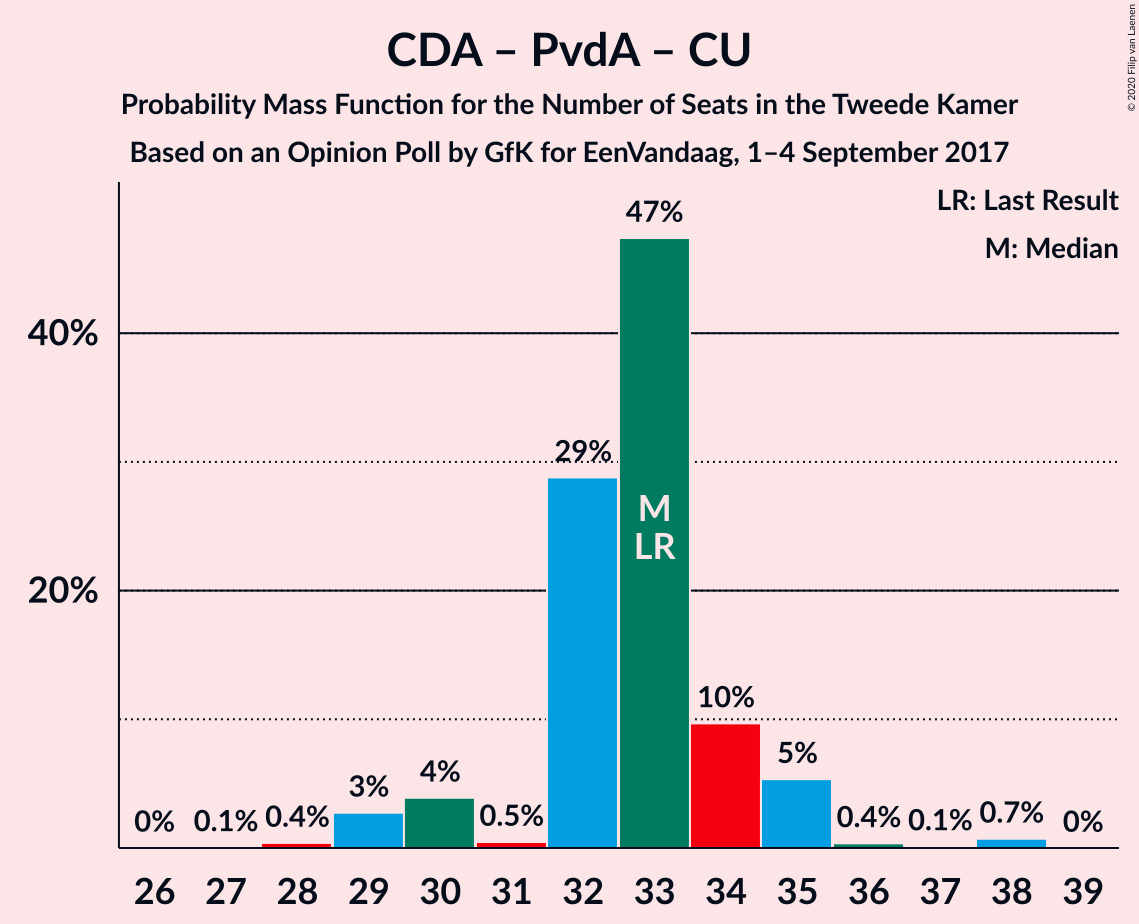 CDA – PvdA – CU
Probability Mass Function for the Number of Seats in the Tweede Kamer
Based on an Opinion Poll by GfK for EenVandaag, 1–4 September 2017
© 2020 Filip van Laenen
LR: Last Result
M: Median
40%
20%
0%
0.1%
0.4%
3%
4%
0.5%
29%
47%
M
LR
10%
5%
0.4%
0.1%
0.7%
0%
26 27 28 29 30 31 32 33 34 35 36 37 38 39